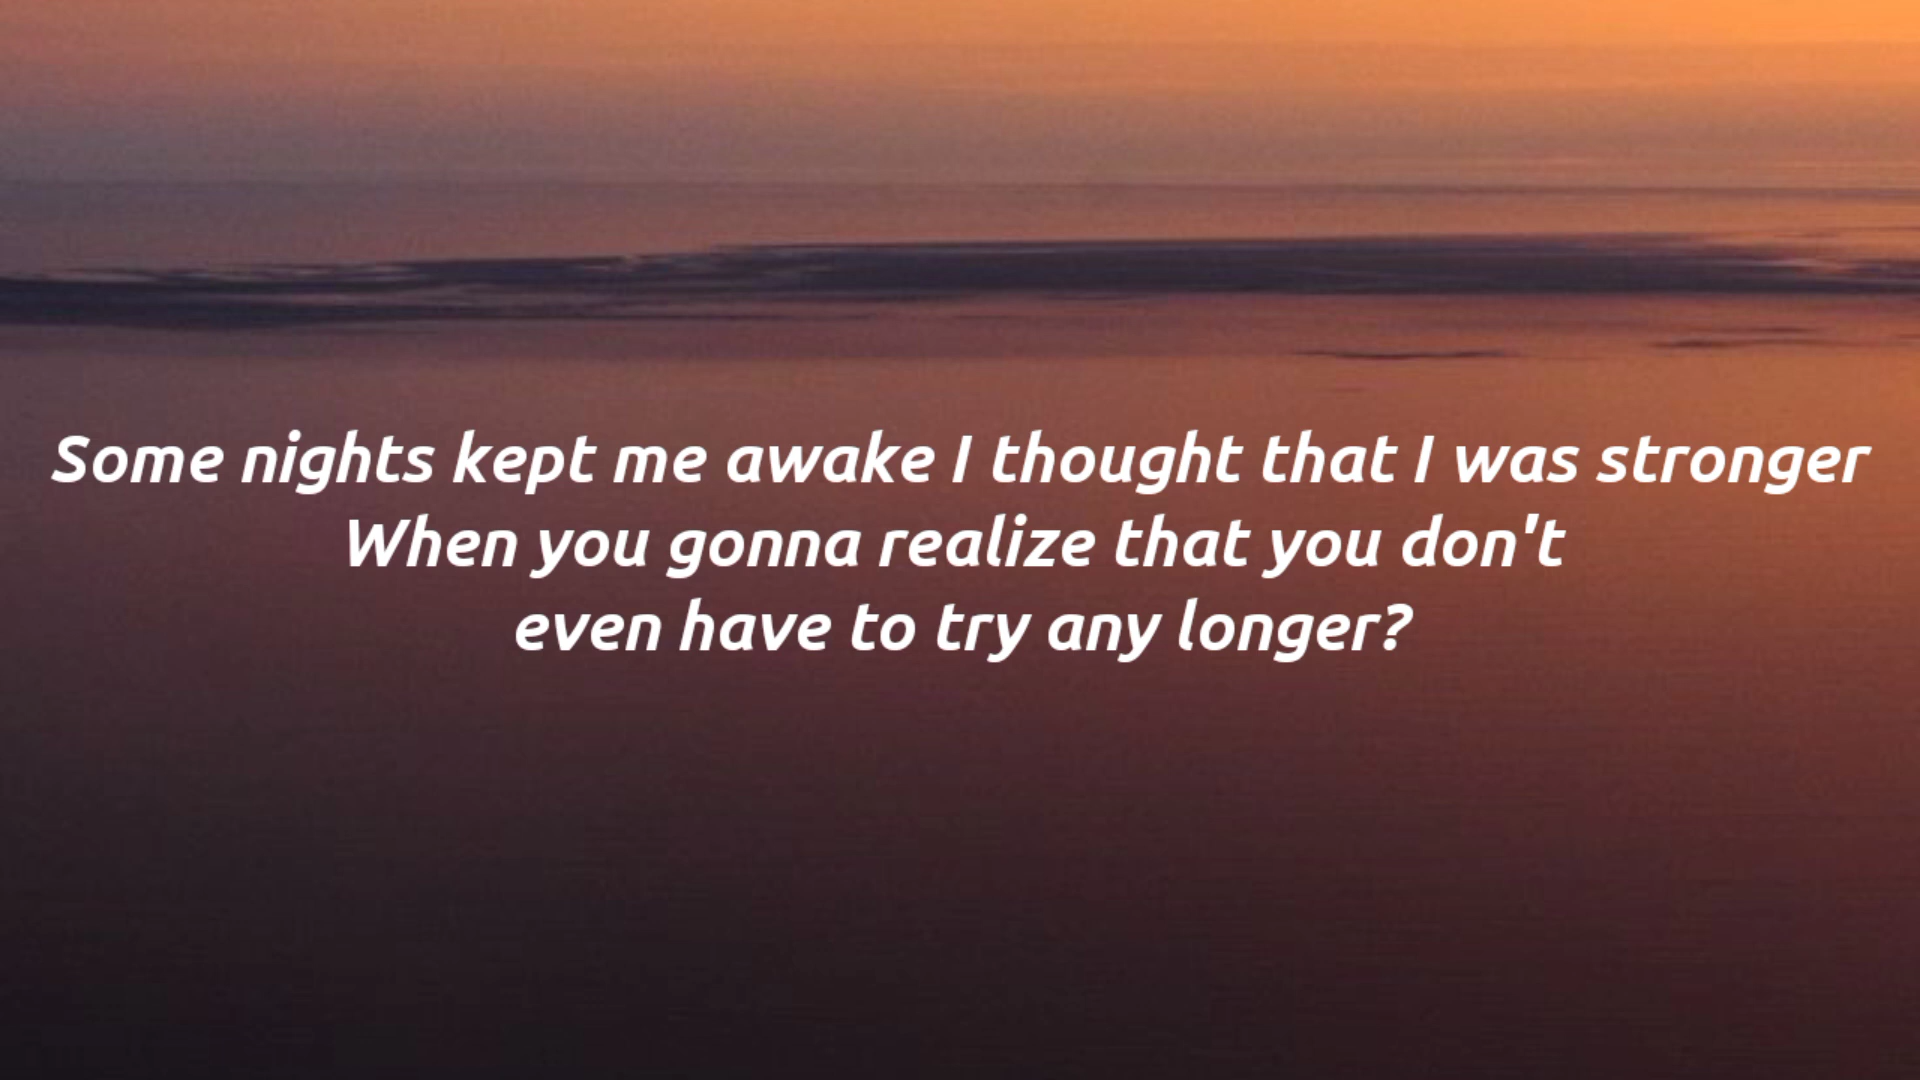 Some nights kept me awake I thought that I was stronger
When you gonna realize that you don't
even have to try any longer?